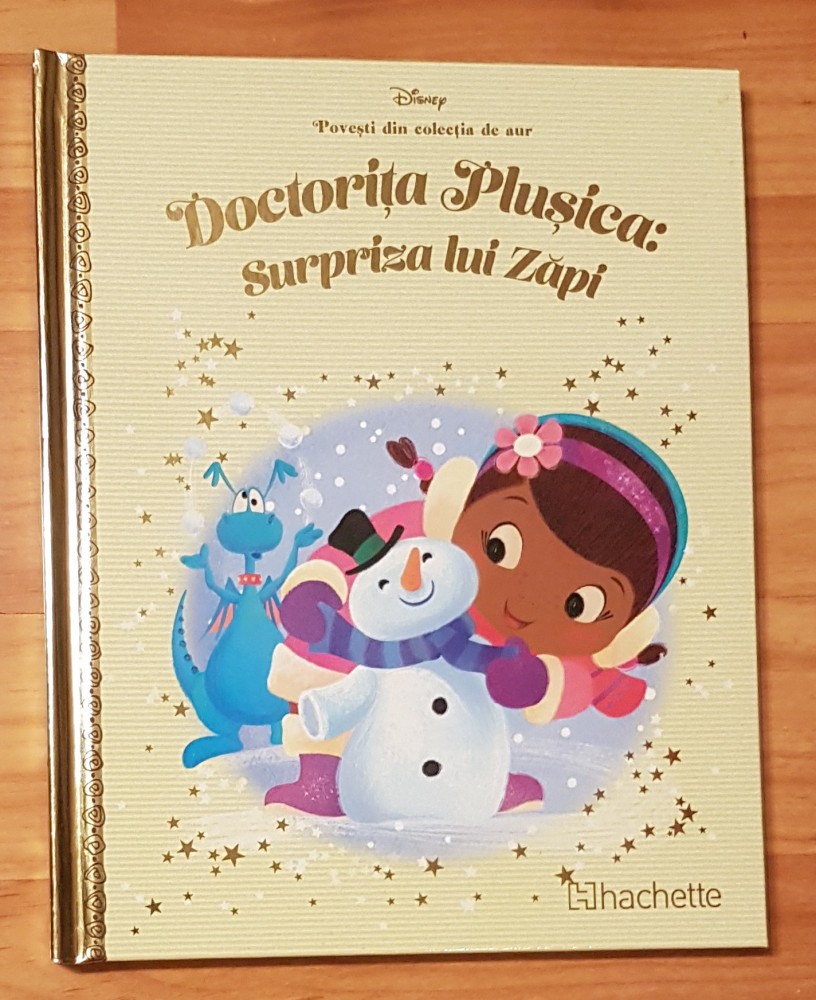 Disney
Povești din colecția de aur
Doctorița Plușica:
Surpriza lui Zăpi
hachette